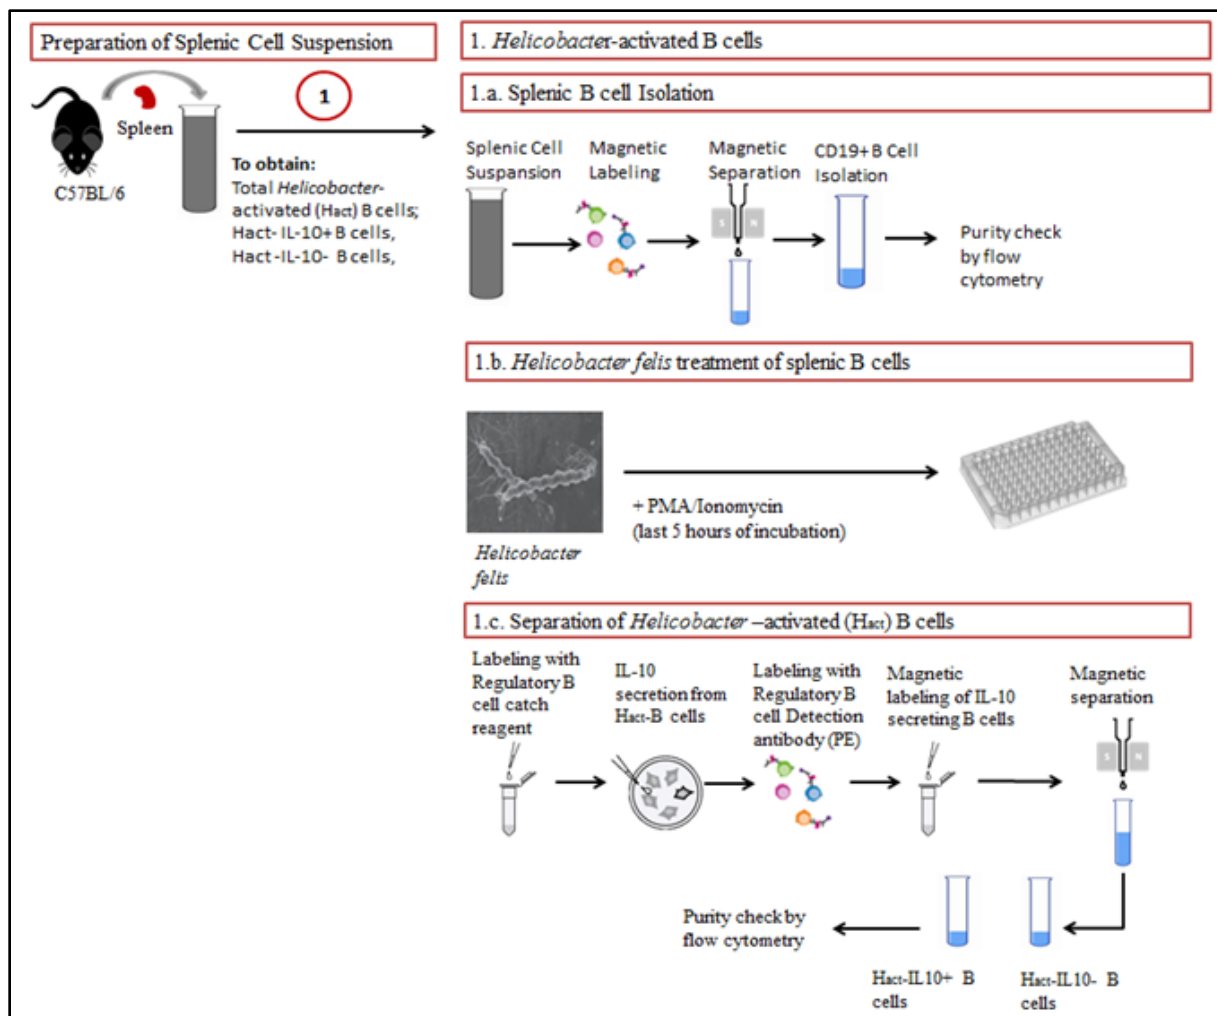 Preparation of Splenic Cell Suspension
C57BL/6
Spleen
1
To obtain:
Total Helicobacter-
activated (Hact) B cells;
Hact- IL-10+ B cells,
Hact -IL-10- B cells,
1. Helicobacter-activated B cells
1.a. Splenic B cell Isolation
Splenic Cell
Suspansion
Magnetic
Labeling
Magnetic
Separation
S
N
CD19+ B Cell
Isolation
Purity check
by flow
cytometry
1.b. Helicobacter felis treatment of splenic B cells
Helicobacter
felis
+ PMA/Ionomycin
(last 5 hours of incubation)
1.c. Separation of Helicobacter –activated (Hact) B cells
Labeling with
Regulatory B
cell catch
reagent
IL-10
secretion from
Hact-B cells
Labeling with
Regulatory B
cell Detection
antibody (PE)
Magnetic
labeling of IL-10
secreting B cells
Magnetic
separation
S
N
Purity check by
flow cytometry
Hact-IL10+ B
cells
Hact-IL10- B
cells